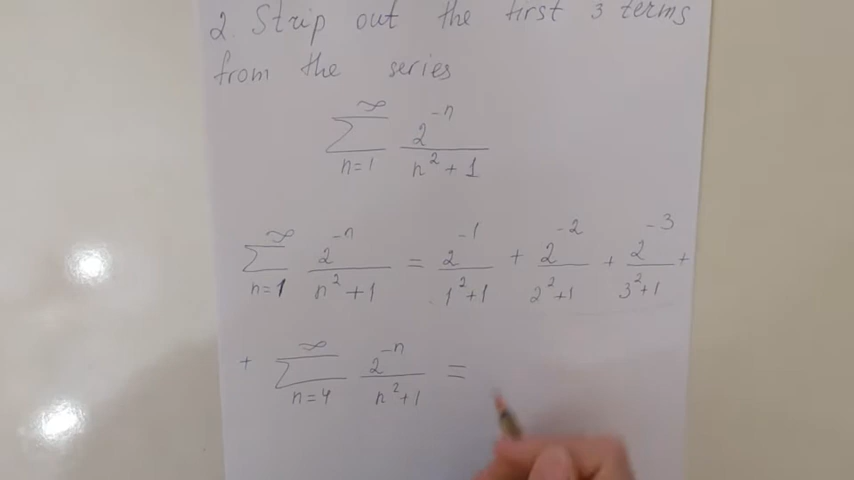 2. Strip out the first 3 terms
from the series
∞
∑ 2^-n / n^2 + 1
n=1
∞
∑ 2^-n / n^2+1 = 2^-1 / 1^2+1 + 2^-2 / 2^2+1 + 2^-3 / 3^2+1 +
n=1
∞
+ ∑ 2^-n / n^2+1 =
n=4